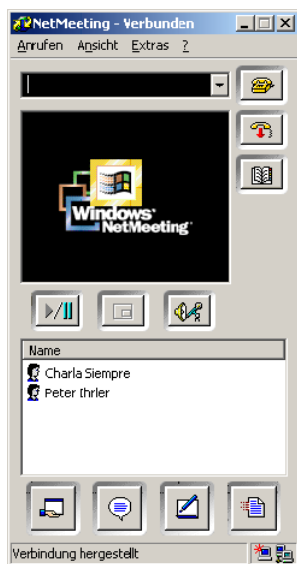 NetMeeting - Verbunden
Anrufen Ansicht Extras ?
Windows
NetMeeting
Name
Charla Siempre
Peter Ihrler
Verbindung hergestellt